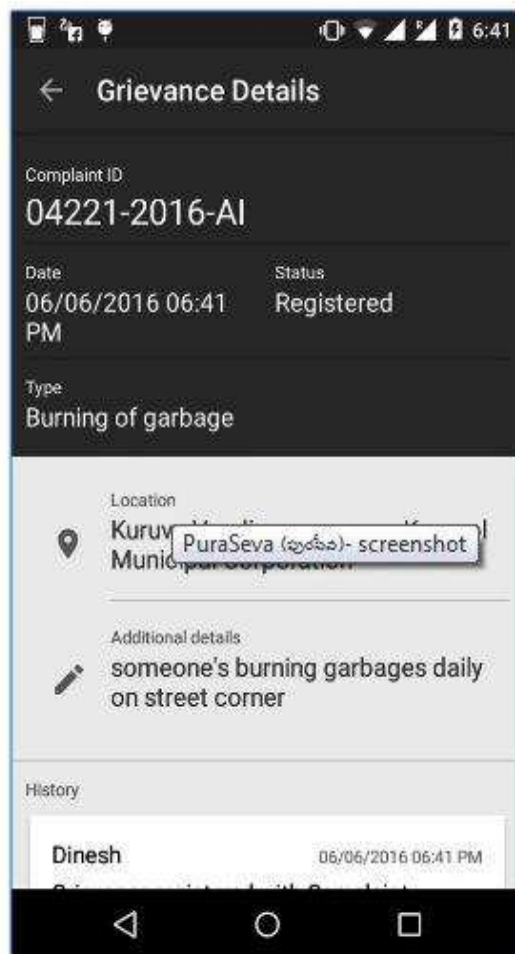 6:41
Grievance Details
Complaint ID
04221-2016-AI
Date
Status
06/06/2016 06:41
PM
Registered
Type
Burning of garbage
Location
PuraSeva (పురసేవ)- screenshot
Municipal Corporation
Additional details
someone's burning garbages daily
on street corner
History
Dinesh
06/06/2016 06:41 PM